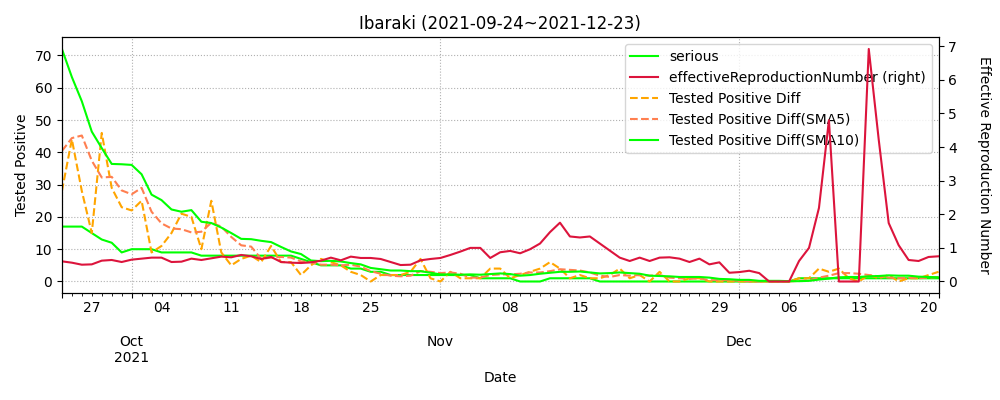 Ibaraki (2021-09-24~2021-12-23)
serious
effectiveReproductionNumber (right)
Tested Positive Diff
Tested Positive Diff(SMA5)
Tested Positive Diff(SMA10)
Tested Positive
70
60
50
40
30
20
10
0
7
6
5
4
3
2
1
0
Effective Reproduction Number
27 04 11 18 25 08 15 22 29 06 13 20
Oct Nov Dec
2021
Date